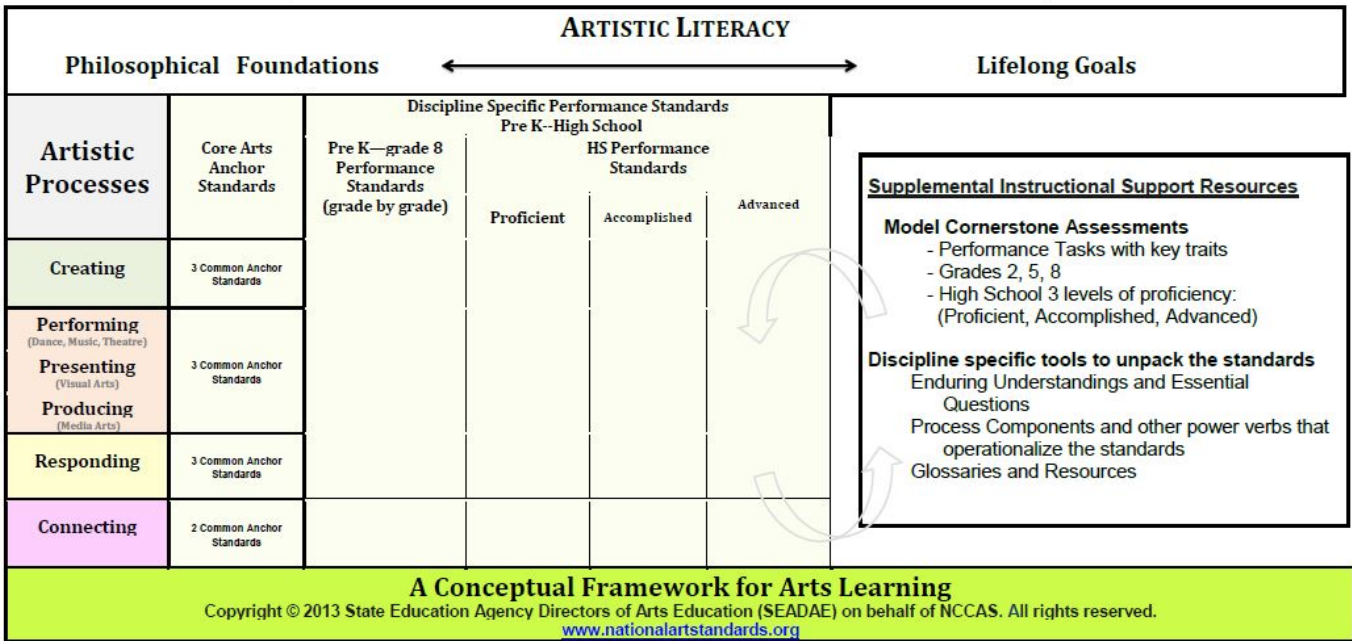 ARTISTIC LITERACY
Philosophical Foundations
Lifelong Goals
Artistic
Processes
Core Arts
Anchor
Standards
Discipline Specific Performance Standards
Pre K--High School
Pre K—grade 8
Performance
Standards
(grade by grade)
HS Performance
Standards
Proficient
Accomplished
Advanced
Creating
3 Common Anchor
Standards
Performing
(Dance, Music, Theatre)
Presenting
(Visual Arts)
Producing
(Media Arts)
3 Common Anchor
Standards
Responding
3 Common Anchor
Standards
Connecting
2 Common Anchor
Standards
Supplemental Instructional Support Resources
Model Cornerstone Assessments
- Performance Tasks with key traits
- Grades 2, 5, 8
- High School 3 levels of proficiency:
(Proficient, Accomplished, Advanced)
Discipline specific tools to unpack the standards
Enduring Understandings and Essential
Questions
Process Components and other power verbs that
operationalize the standards
Glossaries and Resources
A Conceptual Framework for Arts Learning
Copyright © 2013 State Education Agency Directors of Arts Education (SEADAE) on behalf of NCCAS. All rights reserved.
www.nationalartstandards.org